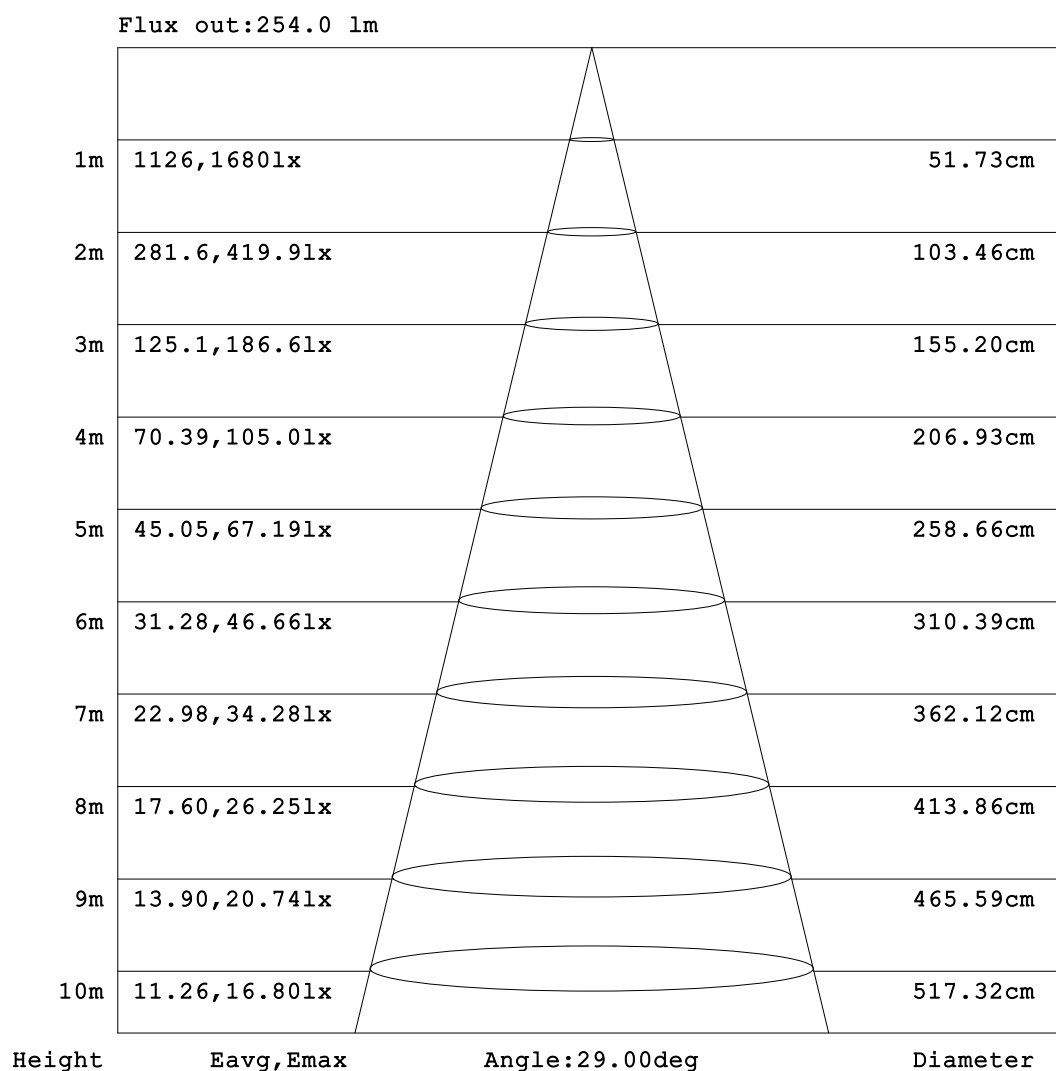 Flux out:254.0 lm
1m 1126,1680lx 51.73cm
2m 281.6,419.9lx 103.46cm
3m 125.1,186.6lx 155.20cm
4m 70.39,105.0lx 206.93cm
5m 45.05,67.19lx 258.66cm
6m 31.28,46.66lx 310.39cm
7m 22.98,34.28lx 362.12cm
8m 17.60,26.25lx 413.86cm
9m 13.90,20.74lx 465.59cm
10m 11.26,16.80lx 517.32cm
Height Eavg,Emax Angle:29.00deg Diameter